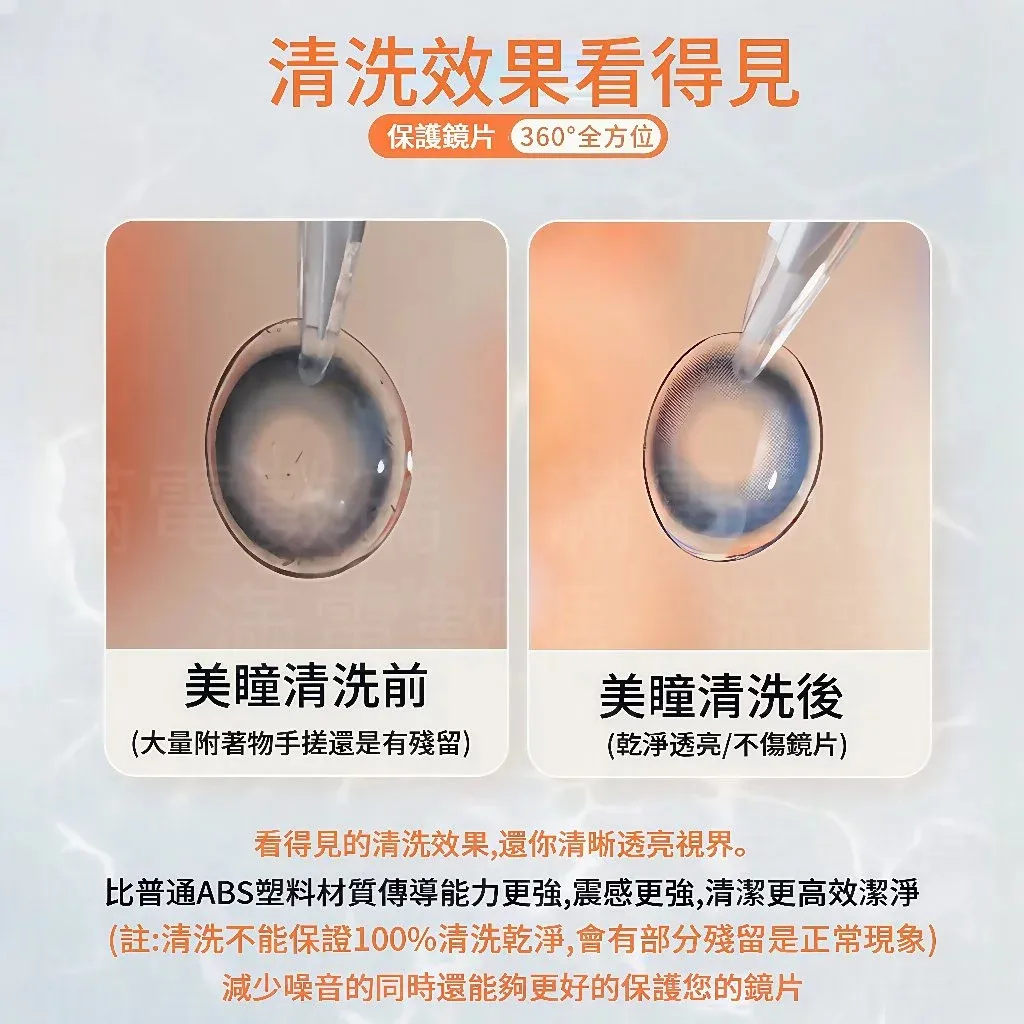 清洗效果看得見
保護鏡片 360°全方位
美瞳清洗前
(大量附著物手搓還是有殘留)
美瞳清洗後
(乾淨透亮/不傷鏡片)
看得見的清洗效果,還你清晰透亮視界。
比普通ABS塑料材質傳導能力更強,震感更強,清潔更高效潔淨
(註:清洗不能保證100%清洗乾淨,會有部分殘留是正常現象)
減少噪音的同時還能夠更好的保護您的鏡片